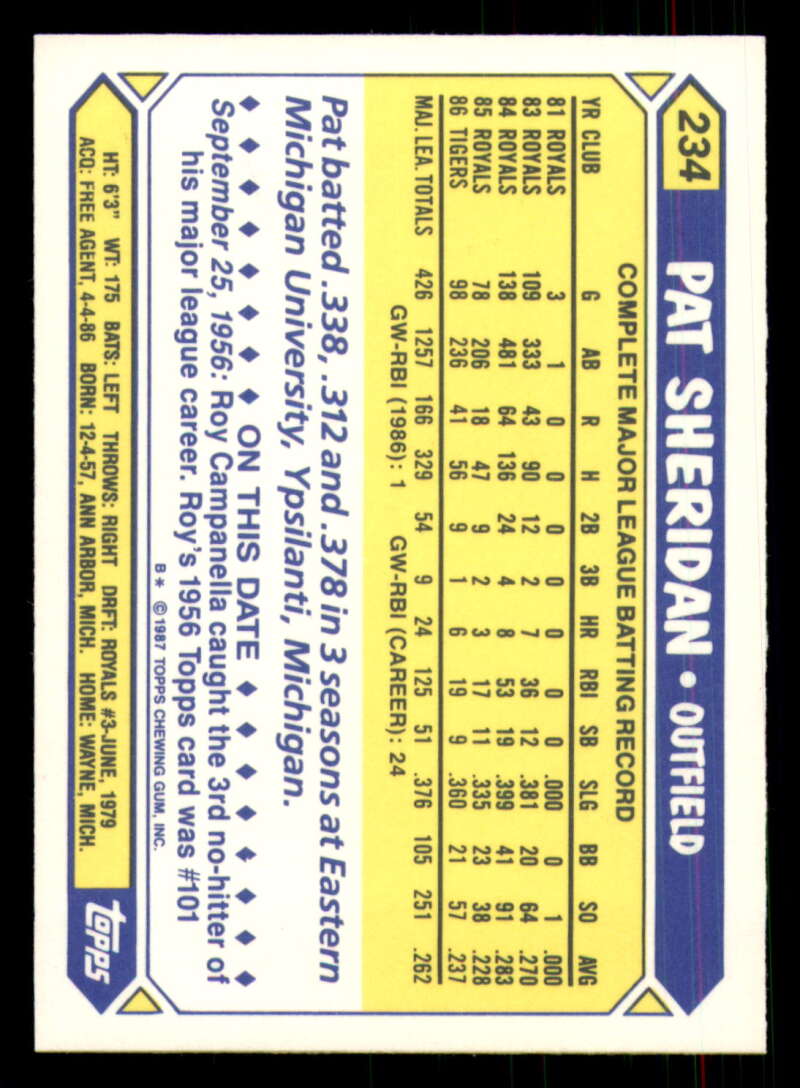 234
PAT SHERIDAN • OUTFIELD
COMPLETE MAJOR LEAGUE BATTING RECORD
YR CLUB G AB R H 2B 3B HR RBI SB SLG BB SO AVG
81 ROYALS 3 1 0 0 0 0 0 0 0 .000 0 1 .000
83 ROYALS 109 333 43 90 12 2 7 36 12 .381 20 64 .270
84 ROYALS 138 481 64 136 24 4 8 53 19 .399 41 91 .283
85 ROYALS 78 206 18 47 9 2 3 17 11 .335 23 38 .228
86 TIGERS 98 236 41 56 9 1 6 19 9 .360 21 57 .237
MAJ. LEA. TOTALS 426 1257 166 329 54 9 24 125 51 .376 105 251 .262
GW-RBI (1986): 1 GW-RBI (CAREER): 24
Pat batted .338, .312 and .378 in 3 seasons at Eastern
Michigan University, Ypsilanti, Michigan.
♦ ♦ ♦ ♦ ♦ ♦ ♦ ♦ ON THIS DATE ♦ ♦ ♦ ♦ ♦ ♦ ♦ ♦
September 25, 1956: Roy Campanella caught the 3rd no-hitter of
his major league career. Roy's 1956 Topps card was #101
B* ©1987 TOPPS CHEWING GUM, INC.
HT: 6'3" WT: 175 BATS: LEFT THROWS: RIGHT DRFT: ROYALS #3-JUNE, 1979
ACQ: FREE AGENT, 4-4-86 BORN: 12-4-57, ANN ARBOR, MICH. HOME: WAYNE, MICH.
TOPPS